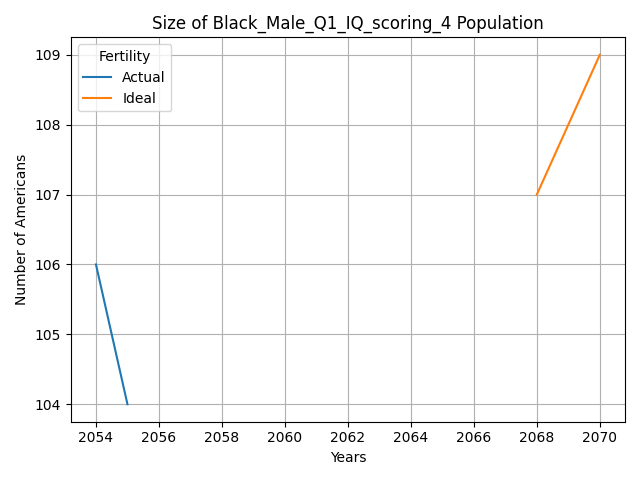 Size of Black_Male_Q1_IQ_scoring_4 Population
Fertility
Actual
Ideal
109
108
107
106
105
104
Number of Americans
2054 2056 2058 2060 2062 2064 2066 2068 2070
Years